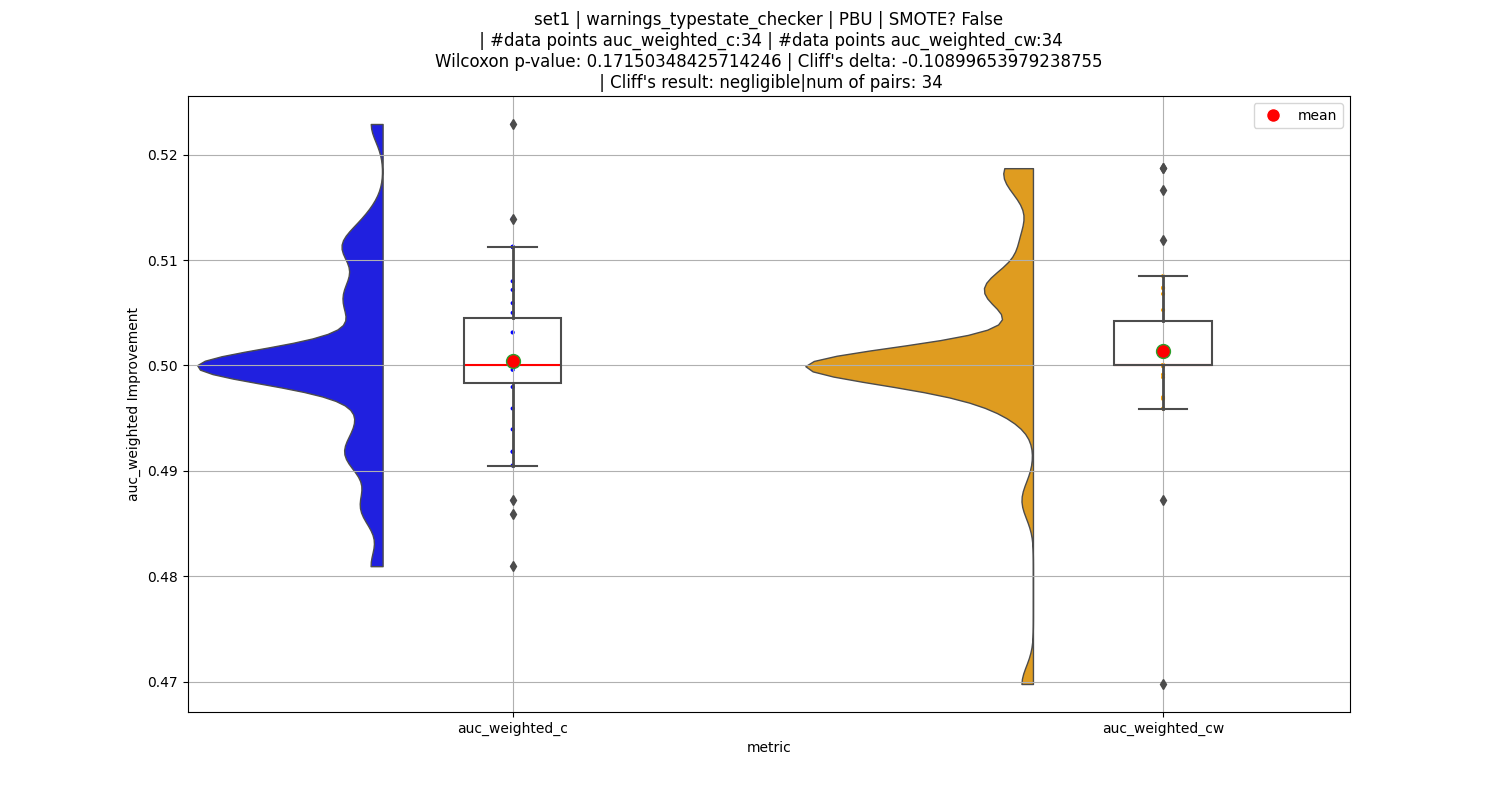 set1 | warnings_typestate_checker | PBU | SMOTE? False
| #data points auc_weighted_c:34 | #data points auc_weighted_cw:34
Wilcoxon p-value: 0.17150348425714246 | Cliff's delta: -0.10899653979238755
| Cliff's result: negligible|num of pairs: 34
mean
0.52
0.51
0.50
0.49
0.48
0.47
auc_weighted Improvement
auc_weighted_c
auc_weighted_cw
metric